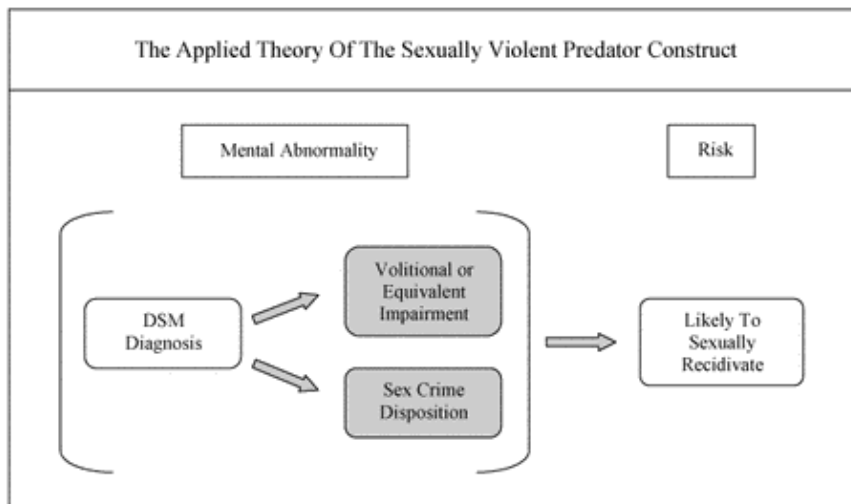 The Applied Theory Of The Sexually Violent Predator Construct
Mental Abnormality
Risk
DSM
Diagnosis
Volitional or
Equivalent
Impairment
Sex Crime
Disposition
Likely To
Sexually
Recidivate